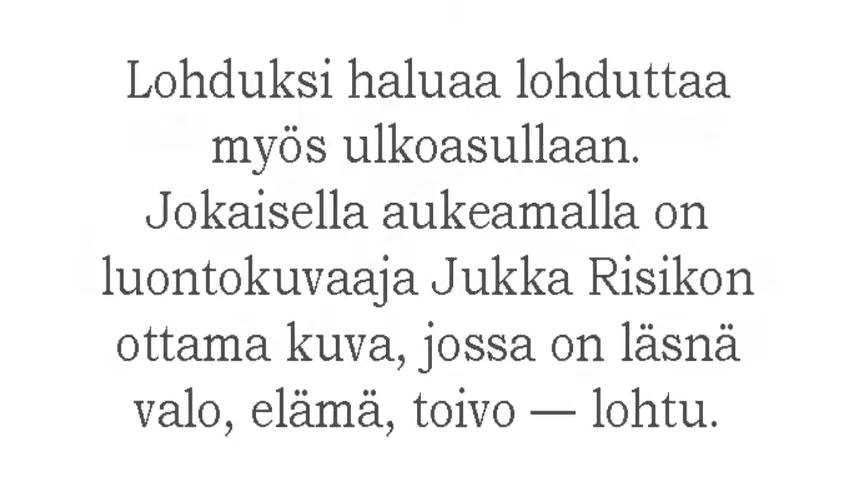 Lohduksi haluaa lohduttaa
myös ulkoasullaan.
Jokaisella aukeamalla on
luontokuvaaja Jukka Risikon
ottama kuva, jossa on läsnä
valo, elämä, toivo — lohtu.